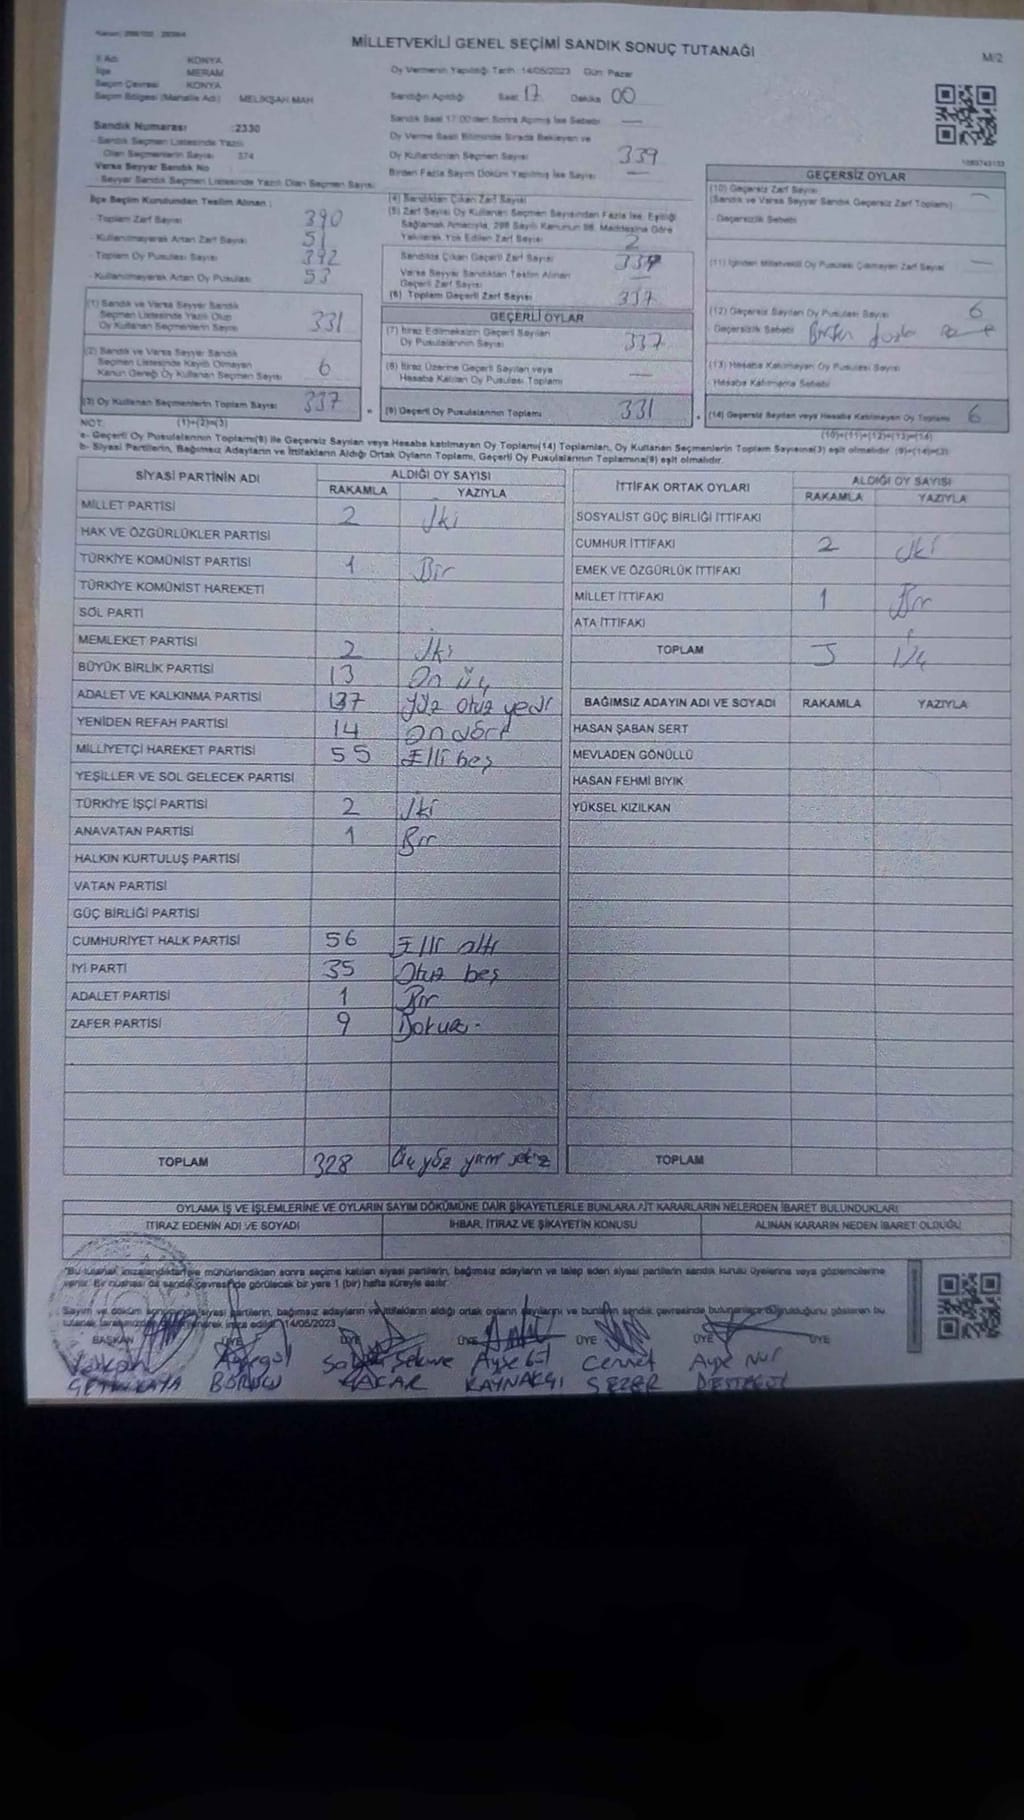 MİLLETVEKİLİ GENEL SEÇİMİ SANDIK SONUÇ TUTANAĞI
M/2
İl Adı KONYA
İlçe MERAM
Seçim Çevresi KONYA
Seçim Bölgesi (Mahalle Adı) MELİKŞAH MAH
Sandık Numarası :2330
Sandık Seçmen Listesinde Yazılı
Olan Seçmenlerin Sayısı 374
Varsa Seyyar Sandık No
Seyyar Sandık Seçmen Listesinde Yazılı Olan Seçmen Sayısı
Oy Vermenin Yapıldığı Tarih :14/05/2023 Gün: Pazar
Sandığın Açıldığı Saat 17 Dakika 00
Sandık Saat 17:00'den Sonra Açılmış İse Sebebi —
Oy Verme Saati Bitiminde Sırada Bekleyen ve
Oy Kullandırılan Seçmen Sayısı 339
Birden Fazla Sayım Döküm Yapılmış İse Sayısı —
İlçe Seçim Kurulundan Teslim Alınan :
- Toplam Zarf Sayısı 390
- Kullanılmayarak Artan Zarf Sayısı 51
- Toplam Oy Pusulası Sayısı 392
- Kullanılmayarak Artan Oy Pusulası 53
(1) Sandık ve Varsa Seyyar Sandık
Seçmen Listesinde Yazılı Olup
Oy Kullanan Seçmenlerin Sayısı 331
(2) Sandık ve Varsa Seyyar Sandık
Seçmen Listesinde Kayıtlı Olmayan
Kanun Gereği Oy Kullanan Seçmen Sayısı 6
(3) Oy Kullanan Seçmenlerin Toplam Sayısı 337
(4) Sandıktan Çıkan Zarf Sayısı
(5) Zarf Sayısı Oy Kullanan Seçmen Sayısından Fazla İse, Eşitliği
Sağlamak Amacıyla, 298 Sayılı Kanunun 98. Maddesine Göre
Yakılarak Yok Edilen Zarf Sayısı 2
Sandıkta Çıkan Geçerli Zarf Sayısı 337
Varsa Seyyar Sandıktan Teslim Alınan
Geçerli Zarf Sayısı —
(6) Toplam Geçerli Zarf Sayısı 337
GEÇERLİ OYLAR
(7) İtiraz Edilmeksizin Geçerli Sayılan
Oy Pusulalarının Sayısı 337
(8) İtiraz Üzerine Geçerli Sayılan veya
Hesaba Katılan Oy Pusulası Toplamı —
(9) Geçerli Oy Pusulalarının Toplamı 331
GEÇERSİZ OYLAR
(10) Geçersiz Zarf Sayısı
(Sandık ve Varsa Seyyar Sandık Geçersiz Zarf Toplamı)
- Geçersizlik Sebebi
(11) İçinden Milletvekili Oy Pusulası Çıkmayan Zarf Sayısı —
(12) Geçersiz Sayılan Oy Pusulası Sayısı 6
- Geçersizlik Sebebi
(13) Hesaba Katılmayan Oy Pusulası Sayısı
- Hesaba Katılmama Sebebi
(14) Geçersiz Sayılan veya Hesaba Katılmayan Oy Toplamı 6
NOT: (1)+(2)=(3)
(10)+(11)+(12)+(13)=(14)
a- Geçerli Oy Pusulaları Toplamı(9) ile Geçersiz Sayılan veya Hesaba katılmayan Oy Toplamı(14) Toplamları, Oy Kullanan Seçmenlerin Toplam Sayısına(3) eşit olmalıdır. (9)+(14)=(3)
b- Siyasi Partilerin, Bağımsız Adayların ve İttifakların Aldığı Ortak Oyların Toplamı, Geçerli Oy Pusulalarının Toplamına(9) eşit olmalıdır.
SİYASİ PARTİNİN ADI ALDIĞI OY SAYISI
RAKAMLA YAZIYLA
MİLLET PARTİSİ 2 İki
HAK VE ÖZGÜRLÜKLER PARTİSİ
TÜRKİYE KOMÜNİST PARTİSİ 1 Bir
TÜRKİYE KOMÜNİST HAREKETİ
SOL PARTİ
MEMLEKET PARTİSİ 2 İki
BÜYÜK BİRLİK PARTİSİ 13 On üç
ADALET VE KALKINMA PARTİSİ 137 Yüz otuz yedi
YENİDEN REFAH PARTİSİ 14 On dört
MİLLİYETÇİ HAREKET PARTİSİ 55 Elli beş
YEŞİLLER VE SOL GELECEK PARTİSİ
TÜRKİYE İŞÇİ PARTİSİ 2 İki
ANAVATAN PARTİSİ 1 Bir
HALKIN KURTULUŞ PARTİSİ
VATAN PARTİSİ
GÜÇ BİRLİĞİ PARTİSİ
CUMHURİYET HALK PARTİSİ 56 Elli altı
İYİ PARTİ 35 Otuz beş
ADALET PARTİSİ 1 Bir
ZAFER PARTİSİ 9 Dokuz
TOPLAM 328 Üç yüz yirmi sekiz
İTTİFAK ORTAK OYLARI ALDIĞI OY SAYISI
RAKAMLA YAZIYLA
SOSYALİST GÜÇ BİRLİĞİ İTTİFAKI
CUMHUR İTTİFAKI 2 İki
EMEK VE ÖZGÜRLÜK İTTİFAKI
MİLLET İTTİFAKI 1 Bir
ATA İTTİFAKI
TOPLAM 3 Üç
BAĞIMSIZ ADAYIN ADI VE SOYADI RAKAMLA YAZIYLA
HASAN ŞABAN SERT
MEVLADEN GÖNÜLLÜ
HASAN FEHMİ BIYIK
YÜKSEL KIZILKAN
TOPLAM
OYLAMA İŞ VE İŞLEMLERİNE VE OYLARIN SAYIM DÖKÜMÜNE DAİR ŞİKAYETLERLE BUNLARA AİT KARARLARIN NELERDEN İBARET BULUNDUKLARI
İTİRAZ EDENİN ADI VE SOYADI İHBAR, İTİRAZ VE ŞİKAYETİN KONUSU ALINAN KARARIN NEDEN İBARET OLDUĞU
"Bu tutanak, imzalandıktan ve mühürlendikten sonra seçime katılan siyasi partilerin, bağımsız adayların ve talep eden siyasi partilerin sandık kurulu üyelerine veya gözlemcilerine
verilir. Bir nüshası da sandık çevresinde görülecek bir yere 1 (bir) hafta süreyle asılır.
Sayım ve döküm sonucunda siyasi partilerin, bağımsız adayların ve ittifakların aldığı ortak oyların sayılarını ve bunların sandık çevresinde bulunanlara duyurulduğunu gösteren bu
tutanak tarafımızdan düzenlenerek imza edildi. 14/05/2023
BAŞKAN ÜYE ÜYE ÜYE ÜYE ÜYE ÜYE
Ayşegül Ayşe Gül Cennet Ayşe Nur
BORUCU ACAR KAYNAKÇI SEZER